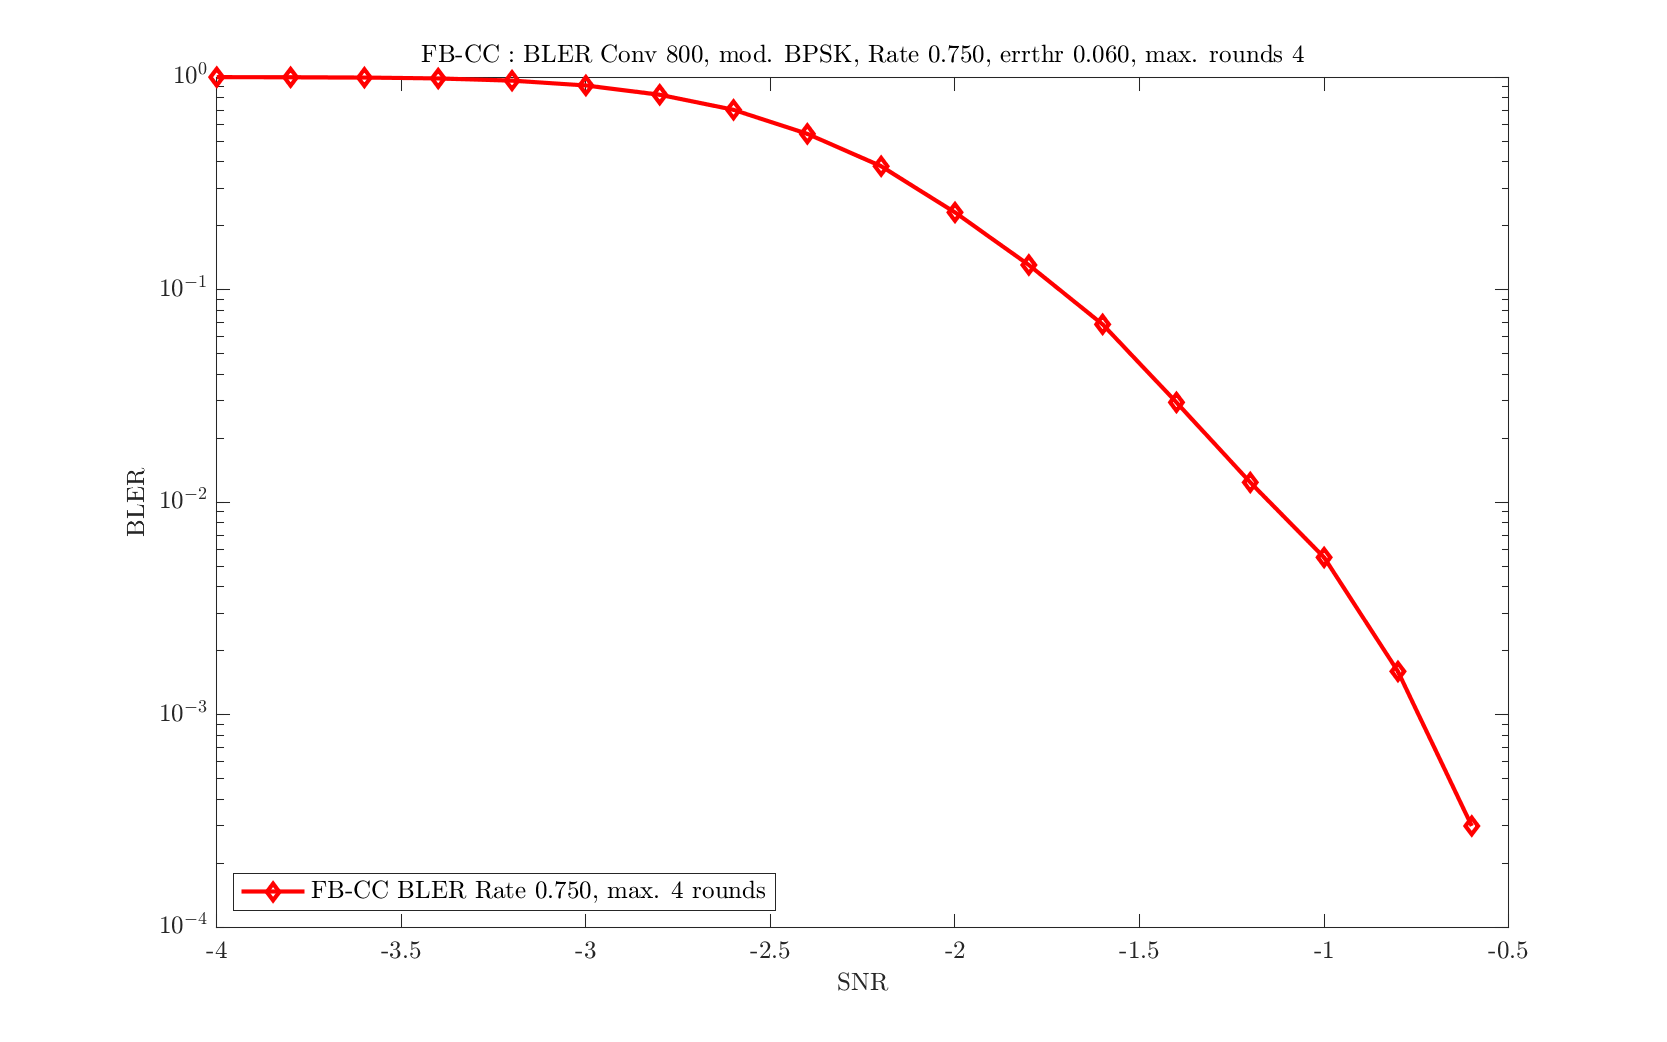 FB-CC : BLER Conv 800, mod. BPSK, Rate 0.750, errthr 0.060, max. rounds 4
10^0
10^-1
10^-2
10^-3
10^-4
BLER
FB-CC BLER Rate 0.750, max. 4 rounds
-4 -3.5 -3 -2.5 -2 -1.5 -1 -0.5
SNR